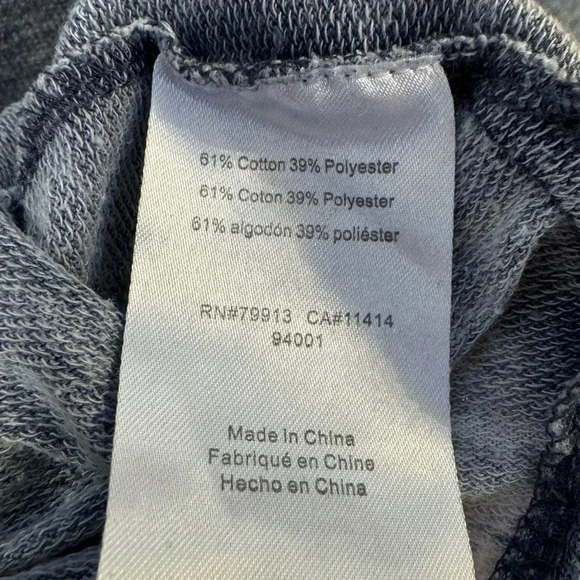 61% Cotton 39% Polyester
61% Coton 39% Polyester
61% algodón 39% poliéster
RN#79913 CA#11414
94001
Made in China
Fabriqué en Chine
Hecho en China